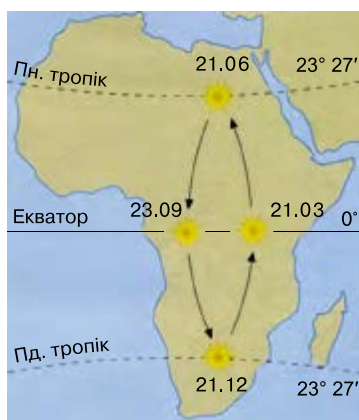 21.06
23° 27′
Пн. тропік
23.09
21.03
Екватор
0°
Пд. тропік
21.12
23° 27′